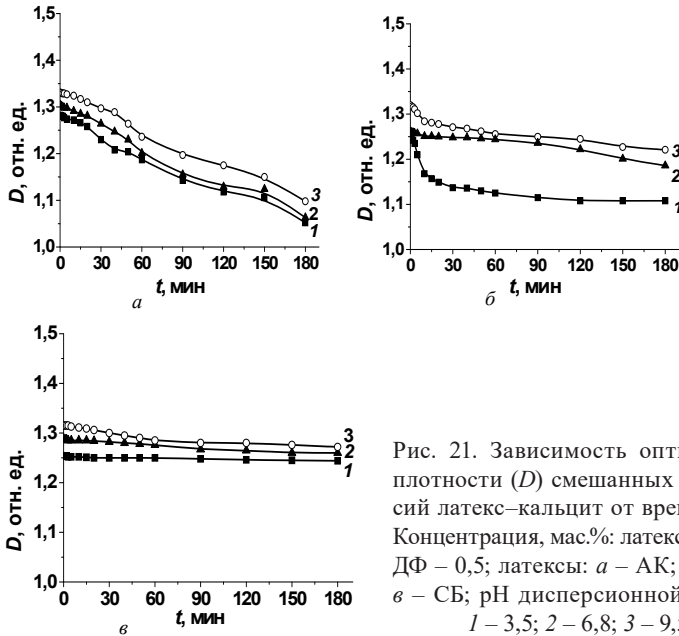 1,5
1,4
1,3
1,2
1,1
1,0
D, отн. ед.
0 30 60 90 120 150 180
t, мин
3
2
1
а
1,5
1,4
1,3
1,2
1,1
1,0
D, отн. ед.
0 30 60 90 120 150 180
t, мин
3
2
1
б
1,5
1,4
1,3
1,2
1,1
1,0
D, отн. ед.
0 30 60 90 120 150 180
t, мин
3
2
1
в
Рис. 21. Зависимость опти
плотности (D) смешанных
сий латекс–кальцит от врем
Концентрация, мас.%: латекс
ДФ – 0,5; латексы: а – АК;
в – СБ; pH дисперсионной
1 – 3,5; 2 – 6,8; 3 – 9,